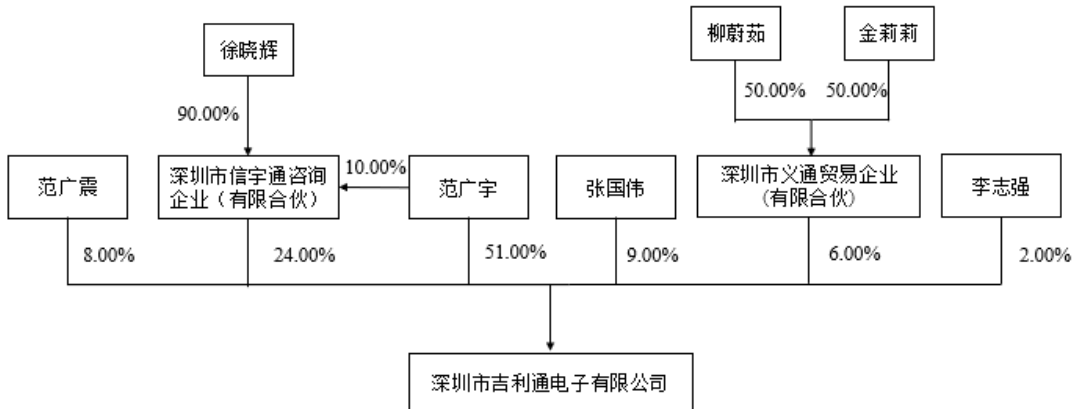 徐晓辉
柳蔚茹
金莉莉
90.00%
50.00%
50.00%
范广震
深圳市信宇通咨询
企业（有限合伙）
10.00%
范广宇
张国伟
深圳市义通贸易企业
(有限合伙)
李志强
8.00%
24.00%
51.00%
9.00%
6.00%
2.00%
深圳市吉利通电子有限公司